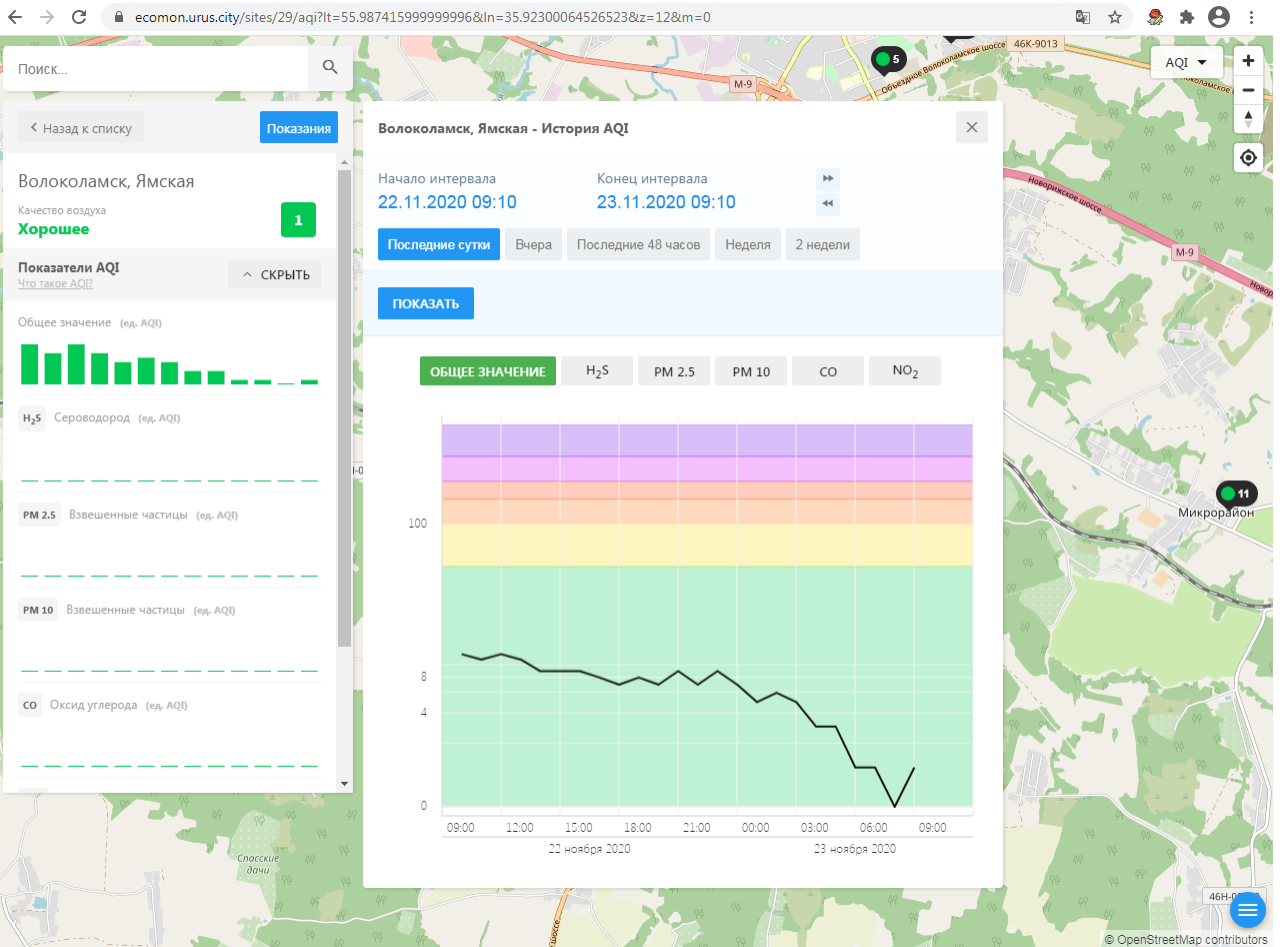 ecomon.urus.city/sites/29/aqi?lt=55.987415999999996&ln=35.92300064526523&z=12&m=0
Поиск...
5
46К-9013
Объездное Волоколамское шоссе
М-9
AQI
Назад к списку
Показания
Волоколамск, Ямская - История AQI
Волоколамск, Ямская
Качество воздуха
Хорошее
1
Начало интервала
Конец интервала
22.11.2020 09:10
23.11.2020 09:10
Последние сутки
Вчера
Последние 48 часов
Неделя
2 недели
Новорижское шоссе
М-9
Показатели AQI
Что такое AQI?
СКРЫТЬ
ПОКАЗАТЬ
Общее значение (ед. AQI)
ОБЩЕЕ ЗНАЧЕНИЕ
H2S
PM 2.5
PM 10
CO
NO2
H2S Сероводород (ед. AQI)
PM 2.5 Взвешенные частицы (ед. AQI)
PM 10 Взвешенные частицы (ед. AQI)
CO Оксид углерода (ед. AQI)
100
8
4
0
09:00
12:00
15:00
18:00
21:00
00:00
03:00
06:00
09:00
22 ноября 2020
23 ноября 2020
11
Микрорайон
Спасские
дачи
© OpenStreetMap contributors